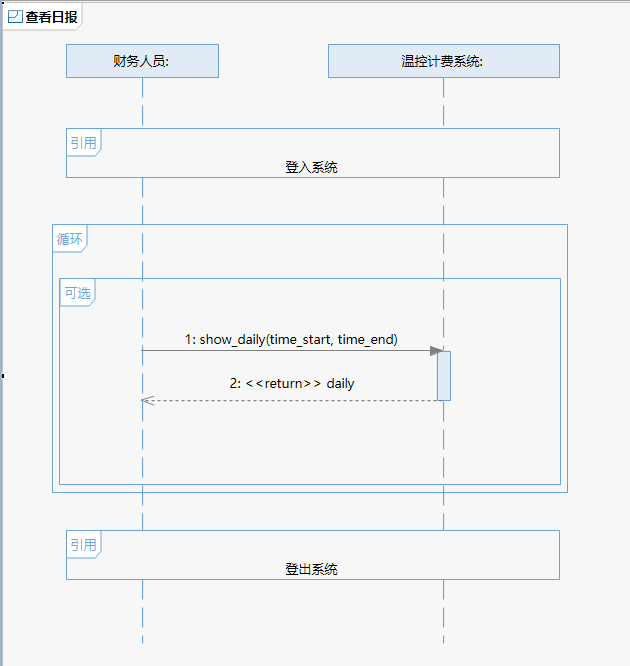 查看日报
财务人员:
温控计费系统:
引用
登入系统
循环
可选
1: show_daily(time_start, time_end)
2: <<return>> daily
引用
登出系统